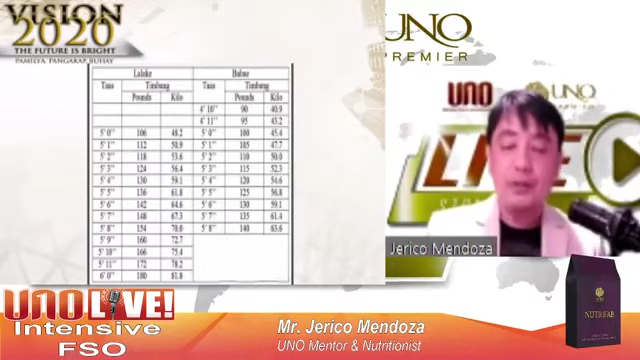 VISION
2020
THE FUTURE IS BRIGHT
PAMILYA, PANGARAP, BUHAY
UNO
PREMIER
Lalake Babae
Taas Timbang Taas Timbang
Pounds Kilo Pounds Kilo
4' 10" 90 40.9
4' 11" 95 43.2
5' 0" 106 48.2 5' 0" 100 45.4
5' 1" 112 50.9 5' 1" 105 47.7
5' 2" 118 53.6 5' 2" 110 50.0
5' 3" 124 56.4 5' 3" 115 52.3
5' 4" 130 59.1 5' 4" 120 54.6
5' 5" 136 61.8 5' 5" 125 56.8
5' 6" 142 64.6 5' 6" 130 59.1
5' 7" 148 67.3 5' 7" 135 61.4
5' 8" 154 70.0 5' 8" 140 63.6
5' 9" 160 72.7
5' 10" 166 75.4
5' 11" 172 78.2
6' 0" 180 81.8
UNO UNO
LIVE
Jerico Mendoza
UNO LIVE!
Intensive
FSO
Mr. Jerico Mendoza
UNO Mentor & Nutritionist
NUTRIFAB